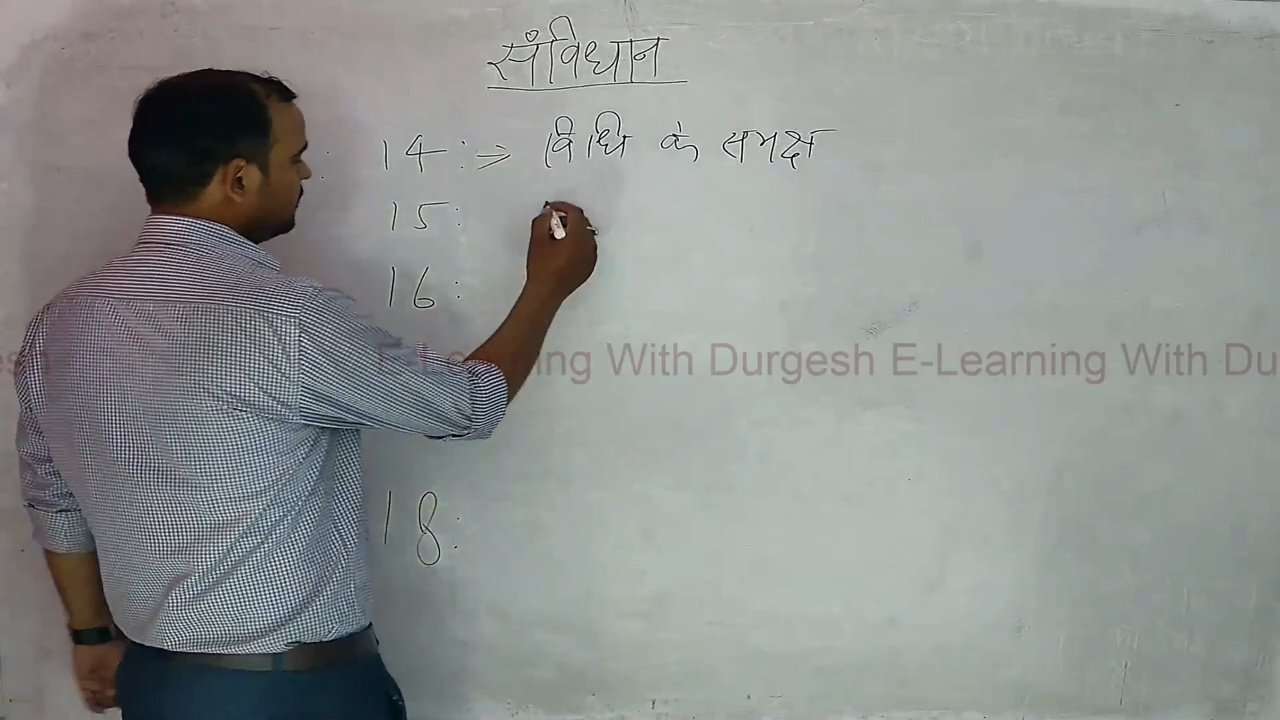 संविधान
14 :⇒ विधि के समक्ष
15 :
16 :
E-Learning With Durgesh E-Learning With Du
18 :